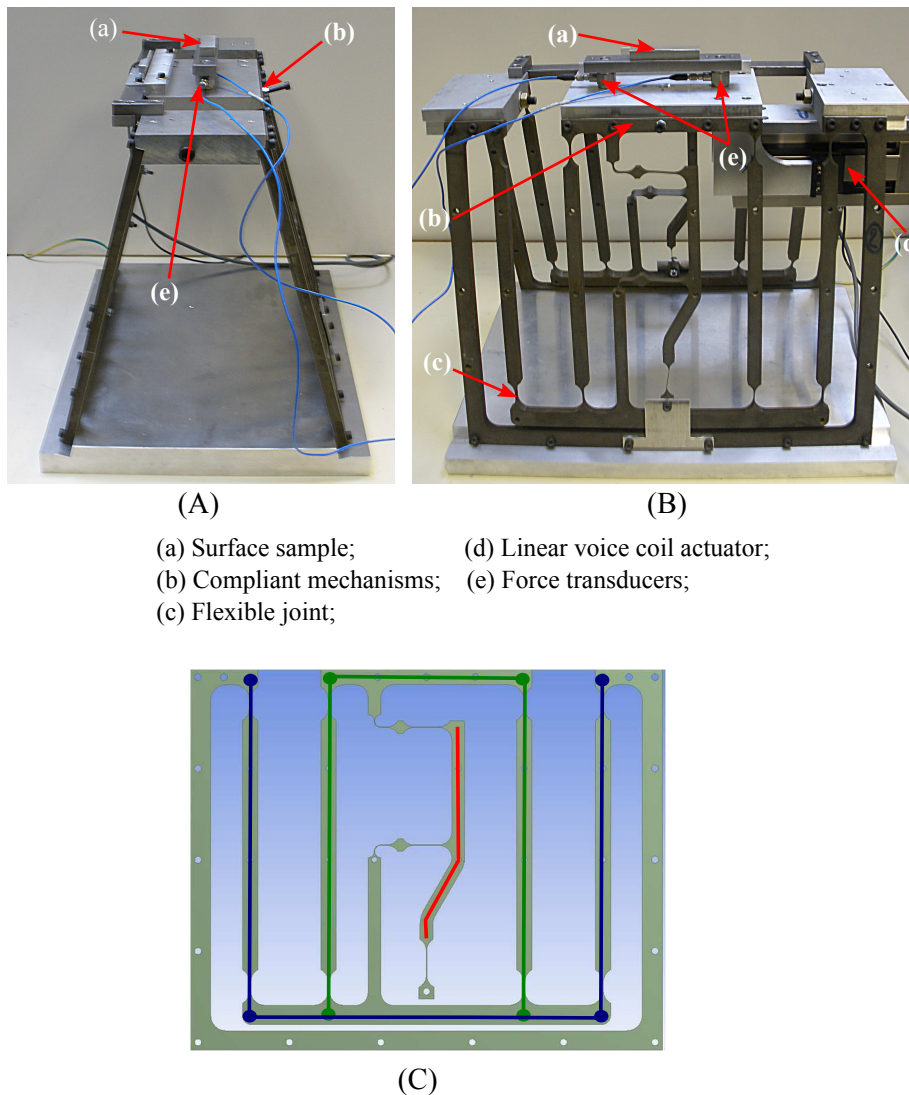 (a)
(b)
(e)
(a)
(e)
(b)
(d
(c)
(A)
(B)
(a) Surface sample;
(d) Linear voice coil actuator;
(b) Compliant mechanisms;
(e) Force transducers;
(c) Flexible joint;
(C)